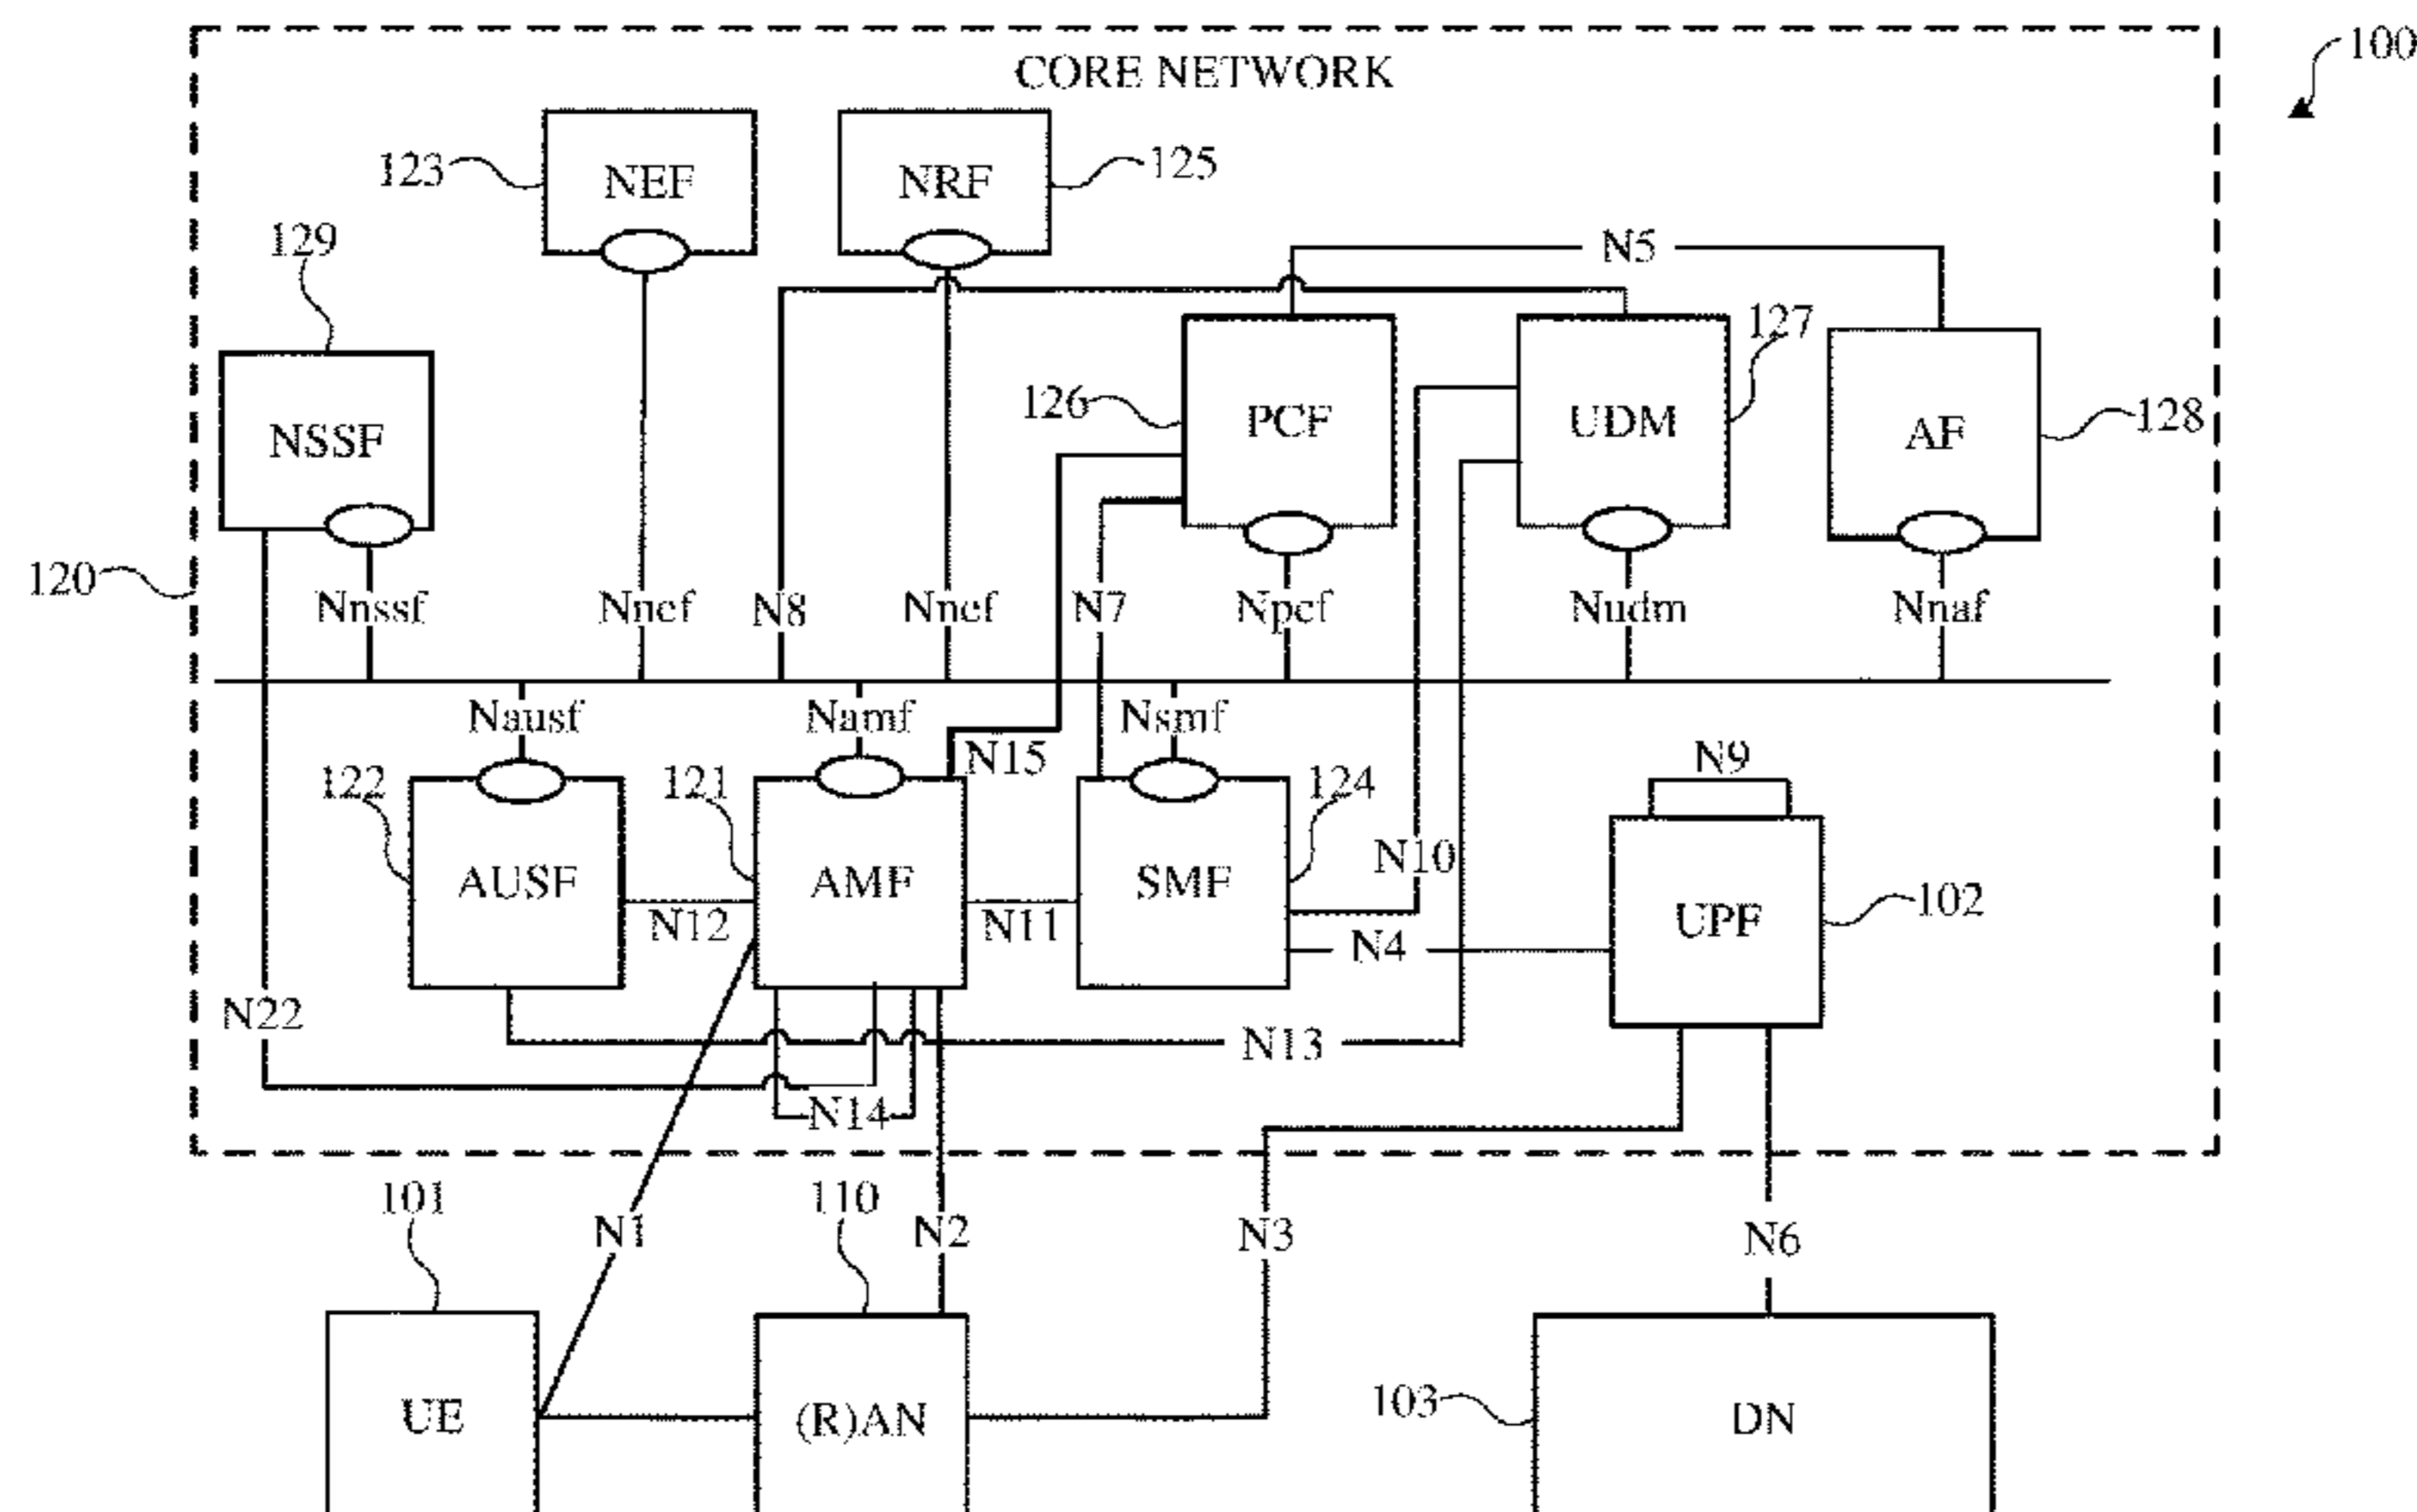 CORE NETWORK
100
123
NEF
NRF
125
129
N5
127
NSSF
126
PCF
UDM
AF
128
120
Nnssf
Nnef
N8
Nnef
N7
Npcf
Nudm
Nnaf
Nausf
Namf
Nsmf
N15
N9
122
121
124
AUSF
AMF
SMF
N10
UPF
102
N12
N11
N4
N22
N13
N14
101
110
N1
N2
N3
N6
UE
(R)AN
103
DN